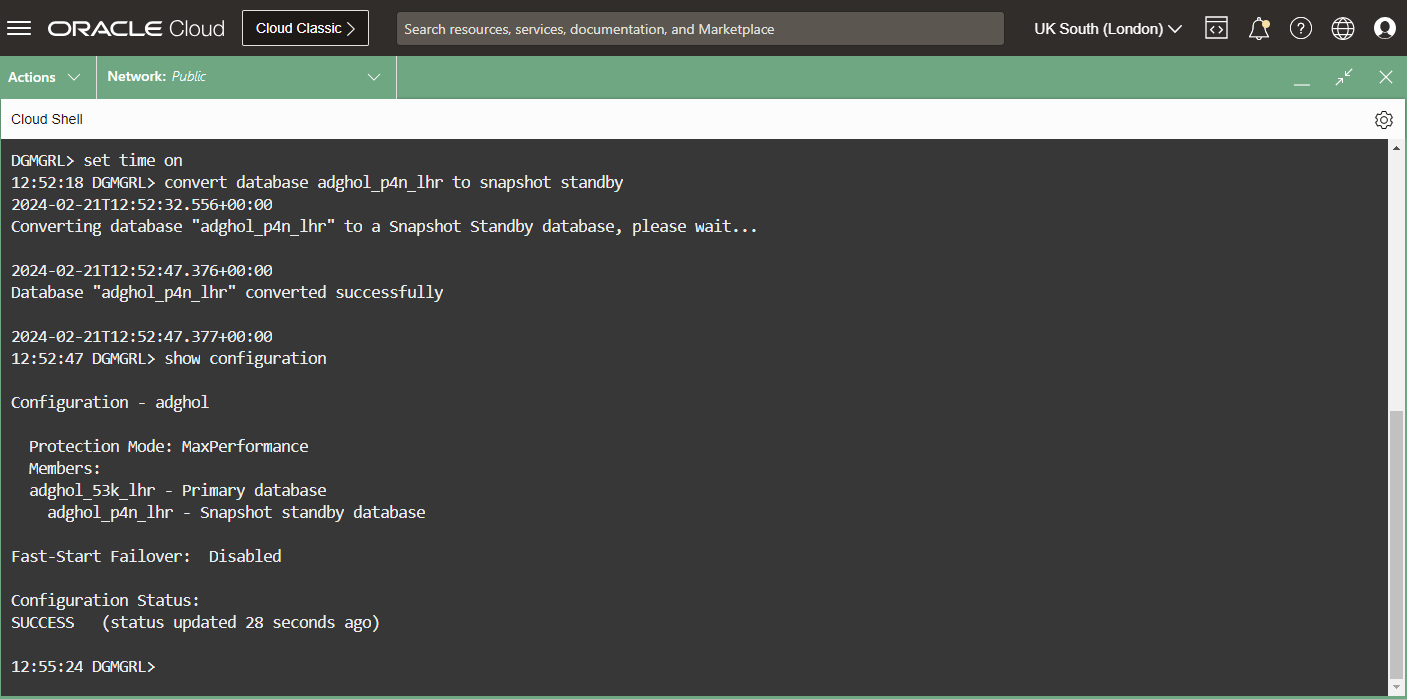 ORACLE Cloud
Cloud Classic >
Search resources, services, documentation, and Marketplace
UK South (London)
Actions
Network: Public
Cloud Shell
DGMGRL> set time on
12:52:18 DGMGRL> convert database adghol_p4n_lhr to snapshot standby
2024-02-21T12:52:32.556+00:00
Converting database "adghol_p4n_lhr" to a Snapshot Standby database, please wait...
2024-02-21T12:52:47.376+00:00
Database "adghol_p4n_lhr" converted successfully
2024-02-21T12:52:47.377+00:00
12:52:47 DGMGRL> show configuration
Configuration - adghol
Protection Mode: MaxPerformance
Members:
adghol_53k_lhr - Primary database
adghol_p4n_lhr - Snapshot standby database
Fast-Start Failover:  Disabled
Configuration Status:
SUCCESS   (status updated 28 seconds ago)
12:55:24 DGMGRL>